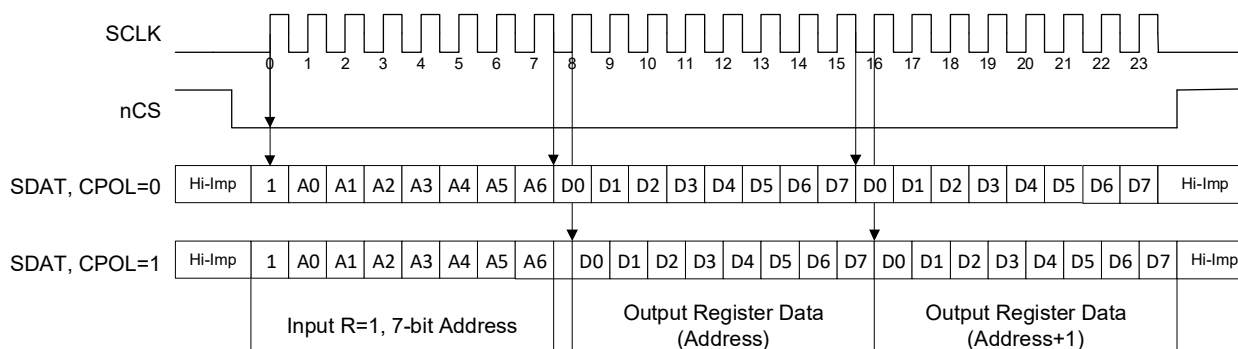 SCLK
0 1 2 3 4 5 6 7 8 9 10 11 12 13 14 15 16 17 18 19 20 21 22 23
nCS
SDAT, CPOL=0 Hi-Imp 1 A0 A1 A2 A3 A4 A5 A6 D0 D1 D2 D3 D4 D5 D6 D7 D0 D1 D2 D3 D4 D5 D6 D7 Hi-Imp
SDAT, CPOL=1 Hi-Imp 1 A0 A1 A2 A3 A4 A5 A6 D0 D1 D2 D3 D4 D5 D6 D7 D0 D1 D2 D3 D4 D5 D6 D7 Hi-Imp
Input R=1, 7-bit Address
Output Register Data
(Address)
Output Register Data
(Address+1)